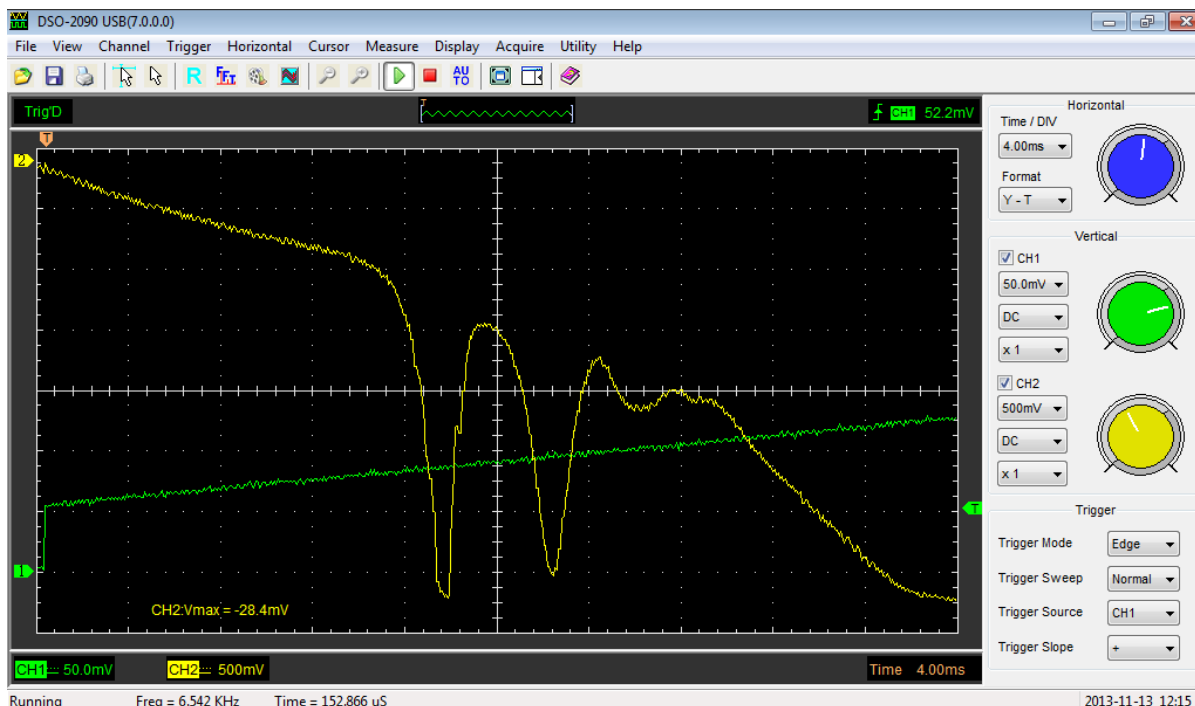 DSO-2090 USB(7.0.0.0)
File View Channel Trigger Horizontal Cursor Measure Display Acquire Utility Help
R FFT AUTO
Trig'D T CH1 52.2mV
T
2
1
T
CH2:Vmax = -28.4mV
CH1 50.0mV CH2 500mV Time 4.00ms
Horizontal
Time / DIV
4.00ms
Format
Y - T
Vertical
CH1
50.0mV
DC
x 1
CH2
500mV
DC
x 1
Trigger
Trigger Mode Edge
Trigger Sweep Normal
Trigger Source CH1
Trigger Slope +
Running Freq = 6.542 KHz Time = 152.866 uS 2013-11-13 12:15